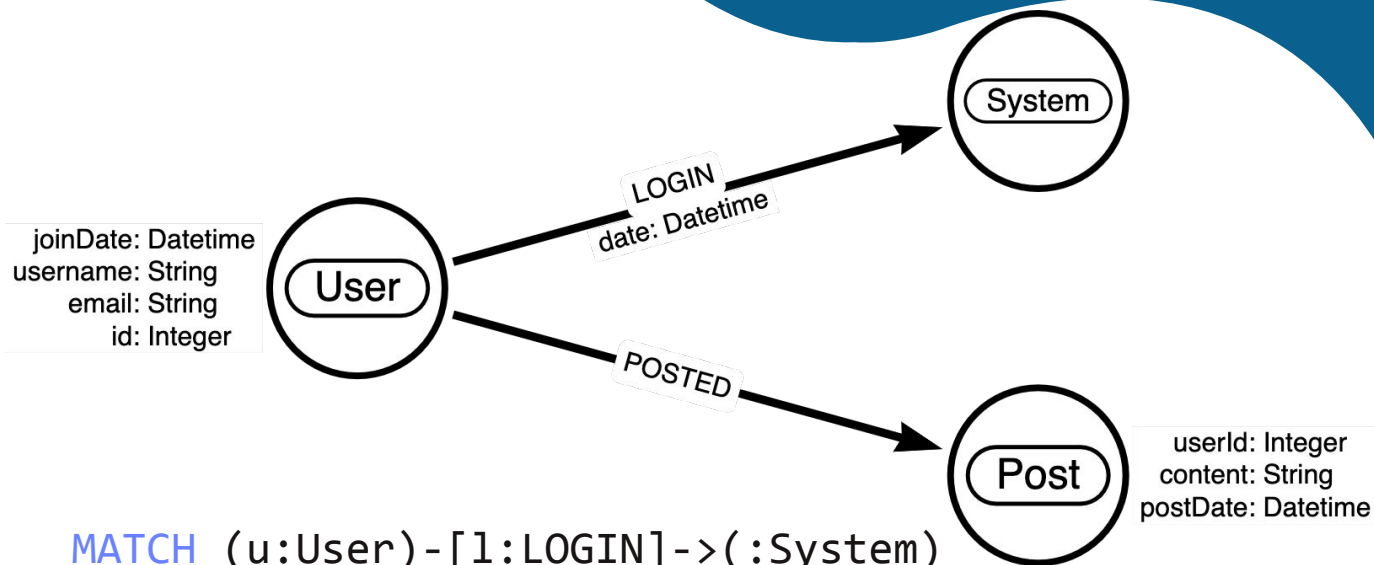 System
LOGIN
date: Datetime
joinDate: Datetime
username: String
email: String
id: Integer
User
POSTED
Post
userId: Integer
content: String
postDate: Datetime
MATCH (u:User)-[l:LOGIN]->(:System)